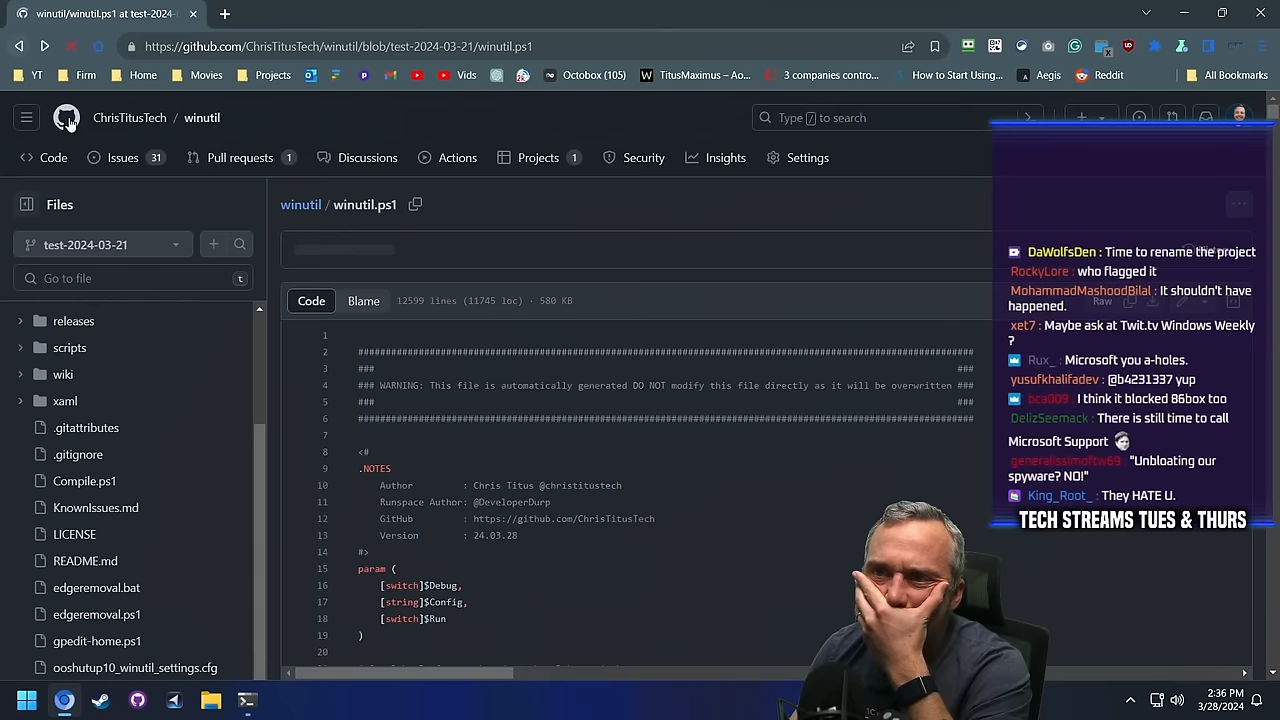 winutil/winutil.ps1 at test-2024-
https://github.com/ChrisTitusTech/winutil/blob/test-2024-03-21/winutil.ps1
YT Firm Home Movies Projects Vids Octobox (105) TitusMaximus – Ao... 3 companies contro... How to Start Using... Aegis Reddit All Bookmarks
ChrisTitusTech / winutil
Type / to search
Code Issues 31 Pull requests 1 Discussions Actions Projects 1 Security Insights Settings
Files
winutil / winutil.ps1
test-2024-03-21
Go to file t
Code Blame 12599 lines (11745 loc) · 580 KB
Raw
releases
scripts
wiki
xaml
.gitattributes
.gitignore
Compile.ps1
KnownIssues.md
LICENSE
README.md
edgeremoval.bat
edgeremoval.ps1
gpedit-home.ps1
ooshutup10_winutil_settings.cfg
1
2 ################################################################################################################
3 ### ###
4 ### WARNING: This file is automatically generated DO NOT modify this file directly as it will be overwritten ###
5 ### ###
6 ################################################################################################################
7
8 <#
9 .NOTES
10 Author : Chris Titus @christitustech
11 Runspace Author: @DeveloperDurp
12 GitHub : https://github.com/ChrisTitusTech
13 Version : 24.03.28
14 #>
15 param (
16 [switch]$Debug,
17 [string]$Config,
18 [switch]$Run
19 )
20
DaWolfsDen : Time to rename the project
RockyLore : who flagged it
MohammadMashoodBilal : It shouldn't have
happened.
xet7 : Maybe ask at Twit.tv Windows Weekly
?
Rux_ : Microsoft you a-holes.
yusufkhalifadev : @b4231337 yup
bca009 : I think it blocked 86box too
DelizSeemack : There is still time to call
Microsoft Support
generalissimoftw69 : "Unbloating our
spyware? NO!"
King_Root_ : They HATE U.
TECH STREAMS TUES & THURS
2:36 PM
3/28/2024